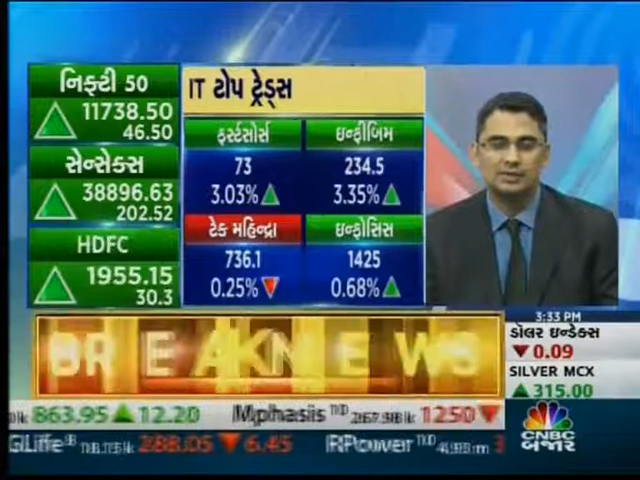 નિફ્ટી 50
11738.50
46.50
સેન્સેક્સ
38896.63
202.52
HDFC
1955.15
30.3
IT ટોપ ટ્રેડ્સ
ફર્સ્ટસોર્સ
73
3.03%
ઇન્ફીબિમ
234.5
3.35%
ટેક મહિન્દ્રા
736.1
0.25%
ઇન્ફોસિસ
1425
0.68%
BREAKING NEWS
3:33 PM
ડોલર ઇન્ડેક્સ
0.09
SILVER MCX
315.00
863.95 12.20 Mphasis 1250
GLife 288.05 6.45 RPower
CNBC
બજાર